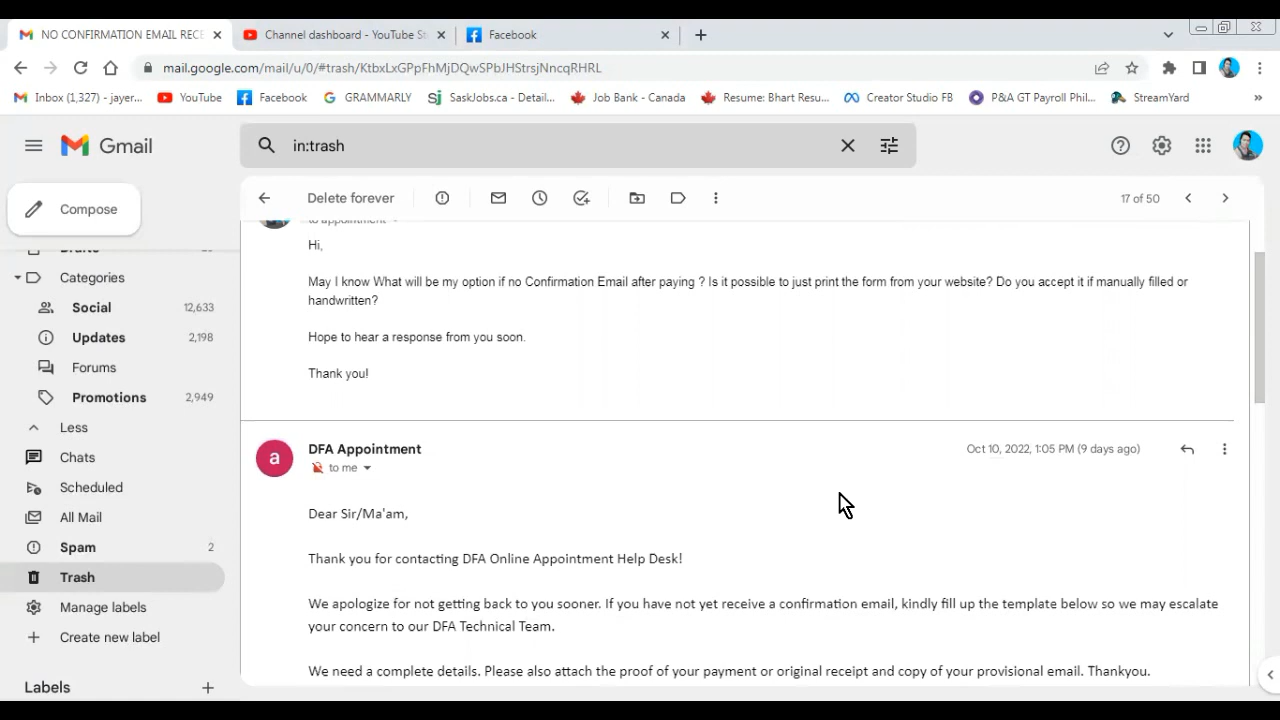 NO CONFIRMATION EMAIL RECE
Channel dashboard - YouTube St
Facebook
mail.google.com/mail/u/0/#trash/KtbxLxGPpFhMjDQwSPbJHStrsjNncqRHRL
Inbox (1,327) - jayer...
YouTube
Facebook
GRAMMARLY
SaskJobs.ca - Detail...
Job Bank - Canada
Resume: Bhart Resu...
Creator Studio FB
P&A GT Payroll Phil...
StreamYard
»
Gmail
in:trash
Compose
Delete forever
17 of 50
Drafts
Categories
Social 12,633
Updates 2,198
Forums
Promotions 2,949
Less
Chats
Scheduled
All Mail
Spam 2
Trash
Manage labels
Create new label
Labels
to appointment
Hi,
May I know What will be my option if no Confirmation Email after paying ? Is it possible to just print the form from your website? Do you accept it if manually filled or
handwritten?
Hope to hear a response from you soon.
Thank you!
a
DFA Appointment
Oct 10, 2022, 1:05 PM (9 days ago)
to me
Dear Sir/Ma'am,
Thank you for contacting DFA Online Appointment Help Desk!
We apologize for not getting back to you sooner. If you have not yet receive a confirmation email, kindly fill up the template below so we may escalate
your concern to our DFA Technical Team.
We need a complete details. Please also attach the proof of your payment or original receipt and copy of your provisional email. Thankyou.